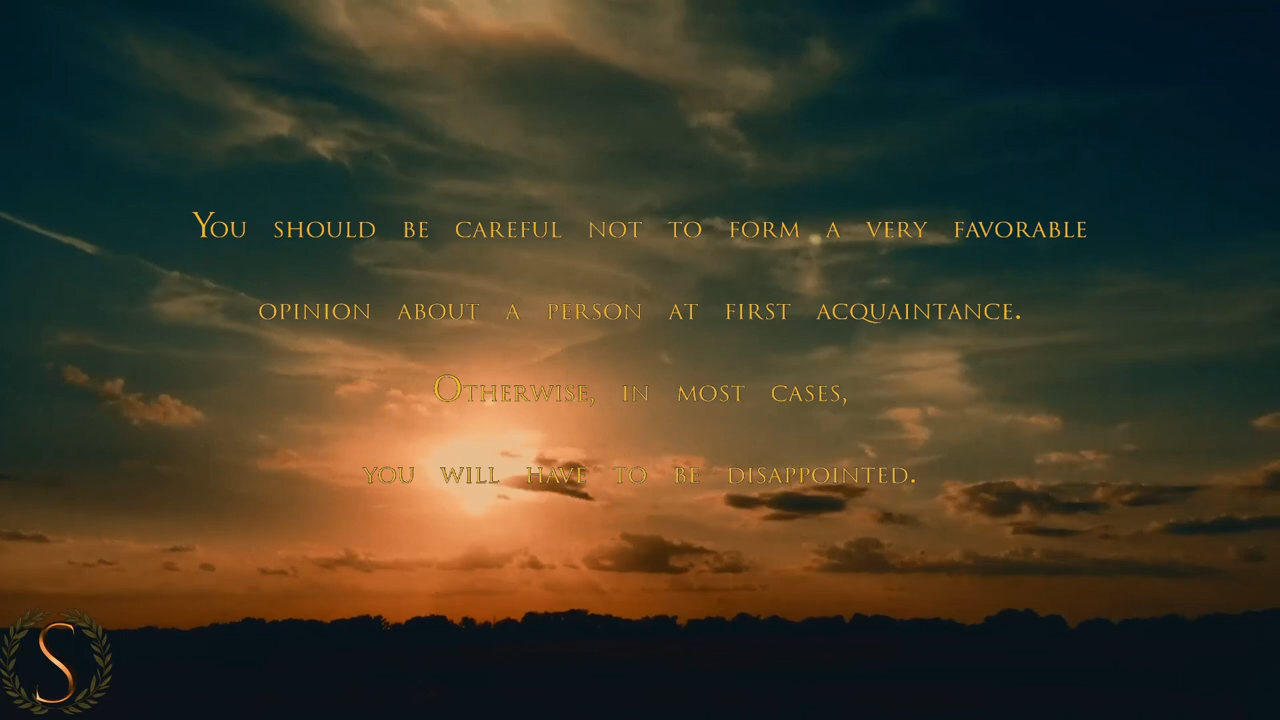 You should be careful not to form a very favorable
opinion about a person at first acquaintance.
Otherwise, in most cases,
you will have to be disappointed.
S